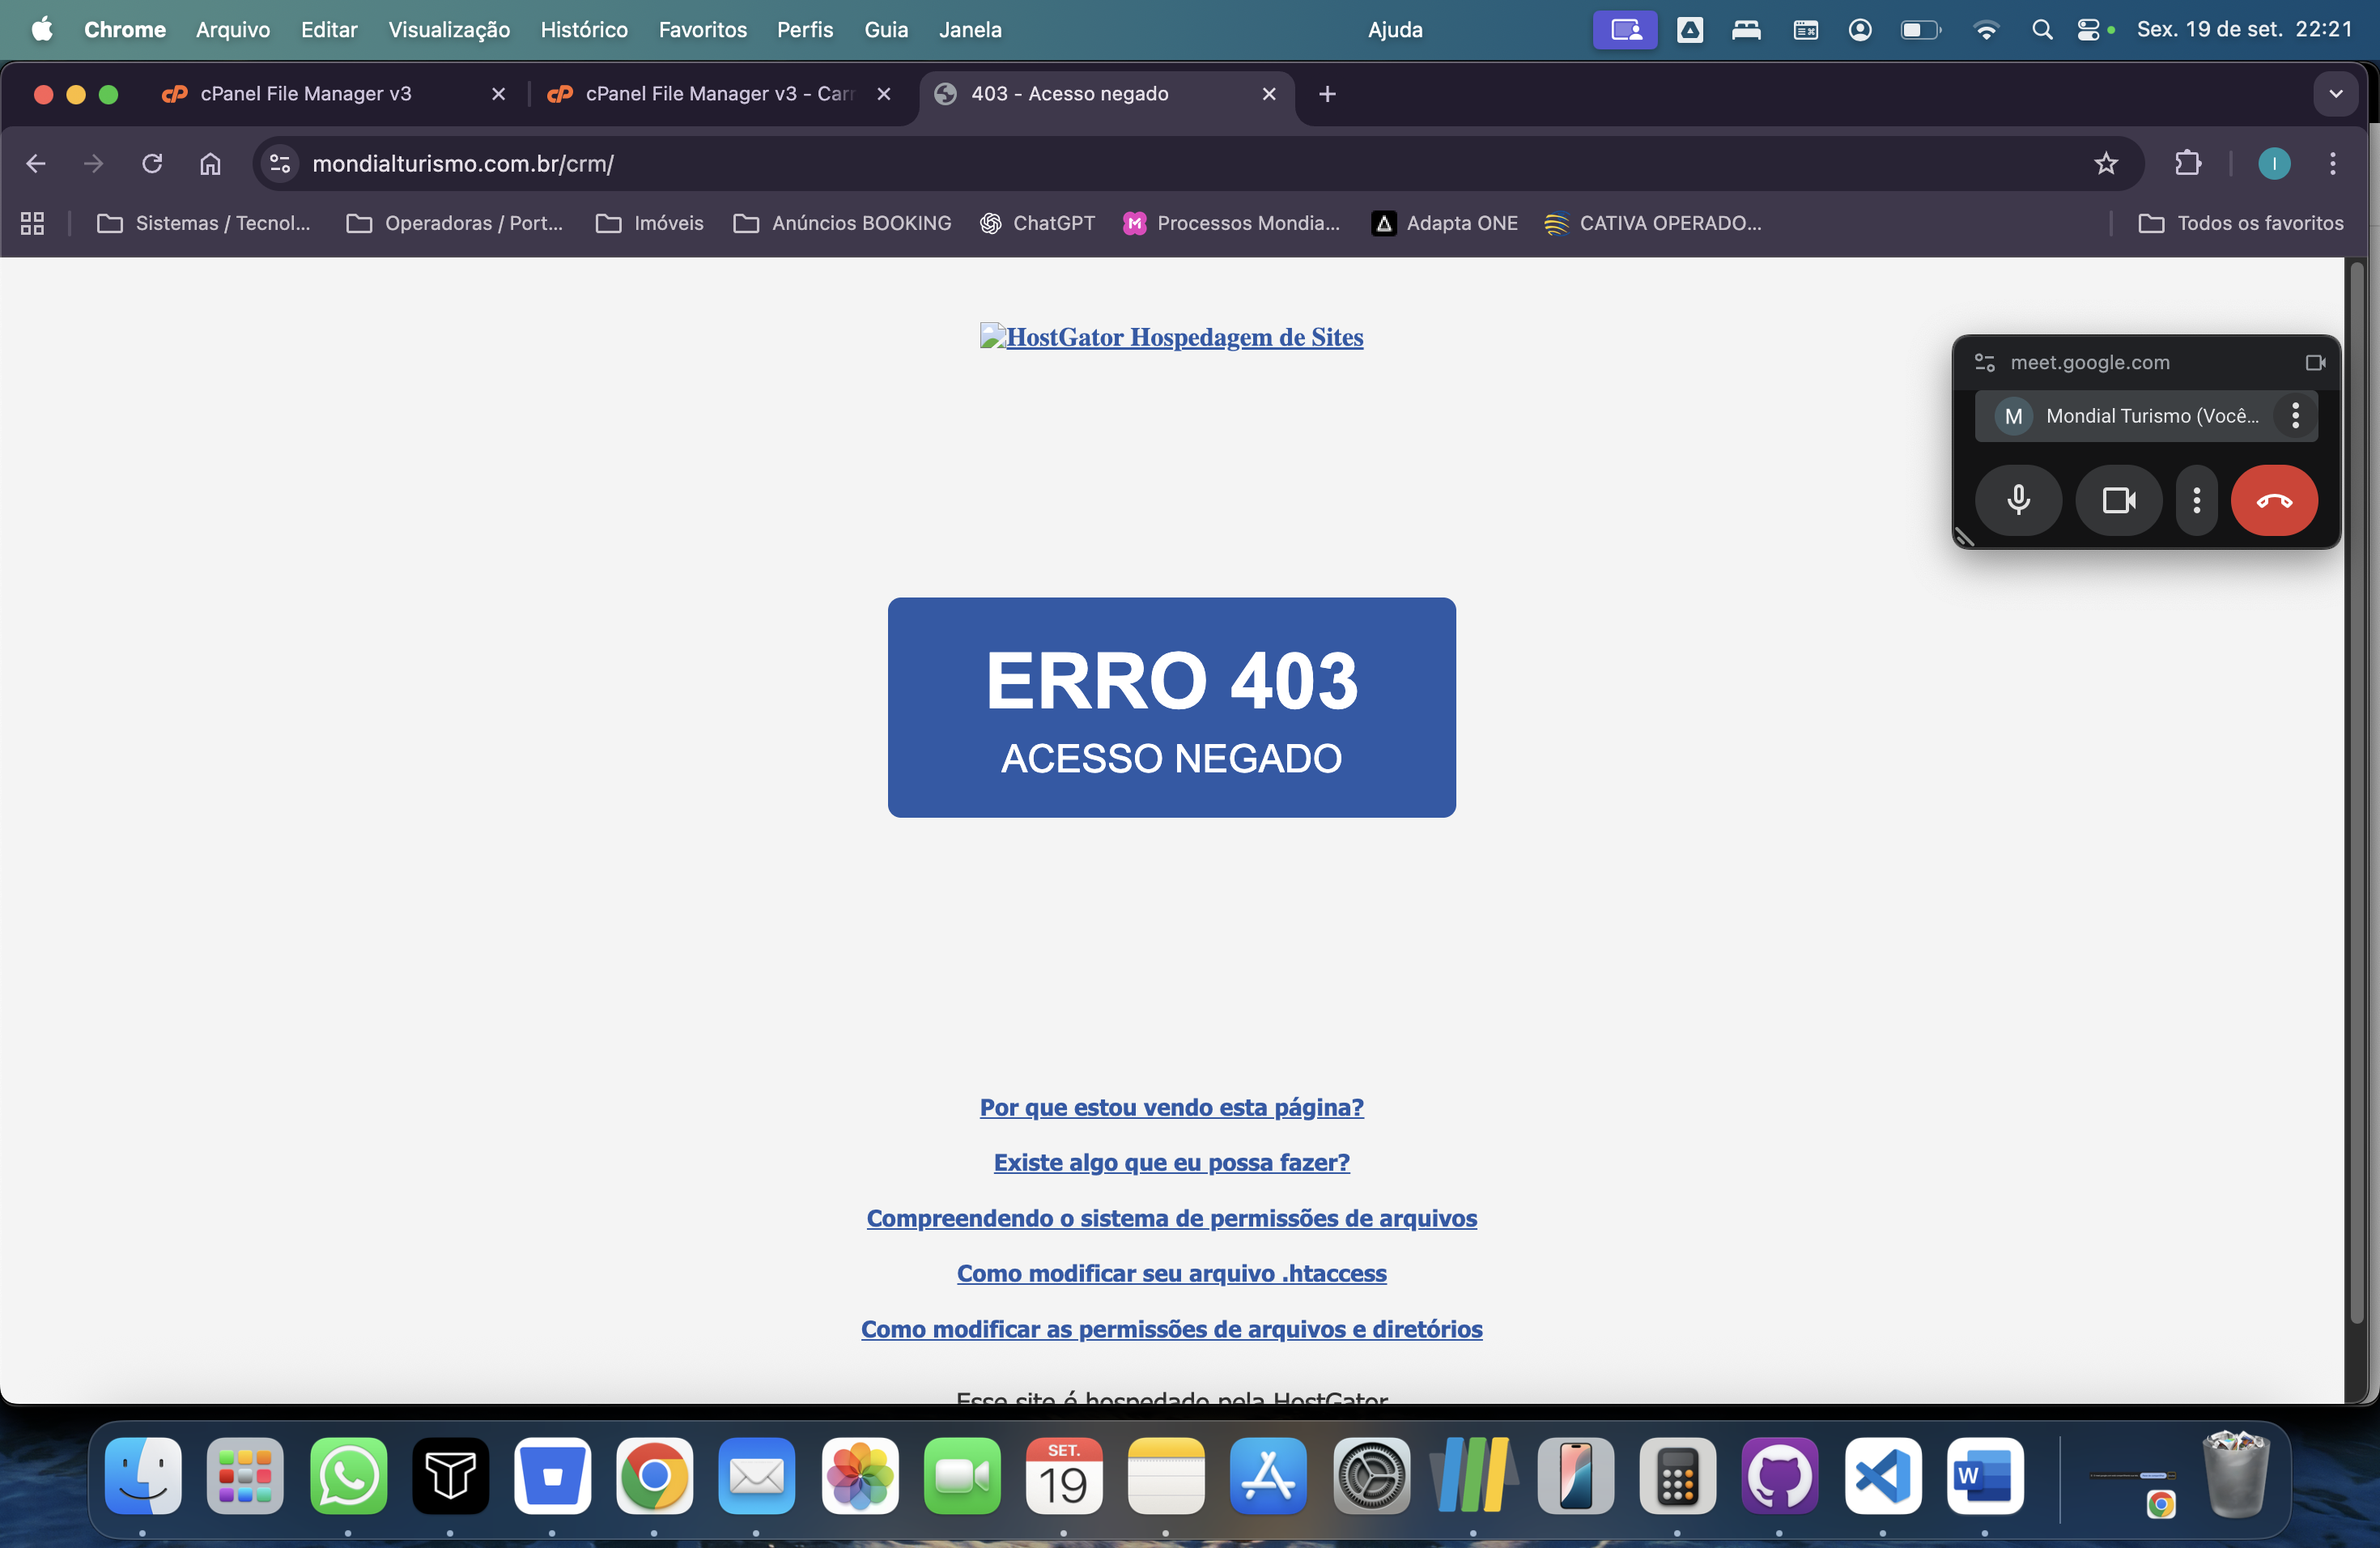 Chrome Arquivo Editar Visualização Histórico Favoritos Perfis Guia Janela Ajuda Sex. 19 de set. 22:21
cPanel File Manager v3
cPanel File Manager v3 - Carr
403 - Acesso negado
mondialturismo.com.br/crm/
I
Sistemas / Tecnol...
Operadoras / Port...
Imóveis
Anúncios BOOKING
ChatGPT
Processos Mondia...
Adapta ONE
CATIVA OPERADO...
Todos os favoritos
HostGator Hospedagem de Sites
meet.google.com
M Mondial Turismo (Você...
ERRO 403
ACESSO NEGADO
Por que estou vendo esta página?
Existe algo que eu possa fazer?
Compreendendo o sistema de permissões de arquivos
Como modificar seu arquivo .htaccess
Como modificar as permissões de arquivos e diretórios
Esse site é hospedado pela HostGator
SET.
19
W